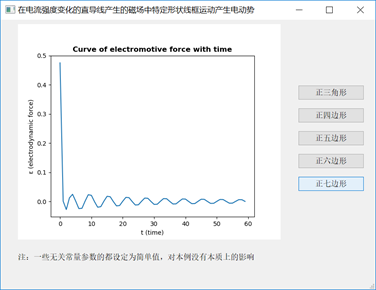 在电流强度变化的直导线产生的磁场中特定形状线框运动产生电动势
Curve of electromotive force with time
0.5
0.4
0.3
0.2
0.1
0.0
ε (electrodynamic force)
0 10 20 30 40 50 60
t (time)
正三角形
正四边形
正五边形
正六边形
正七边形
注：一些无关常量参数的都设定为简单值，对本例没有本质上的影响